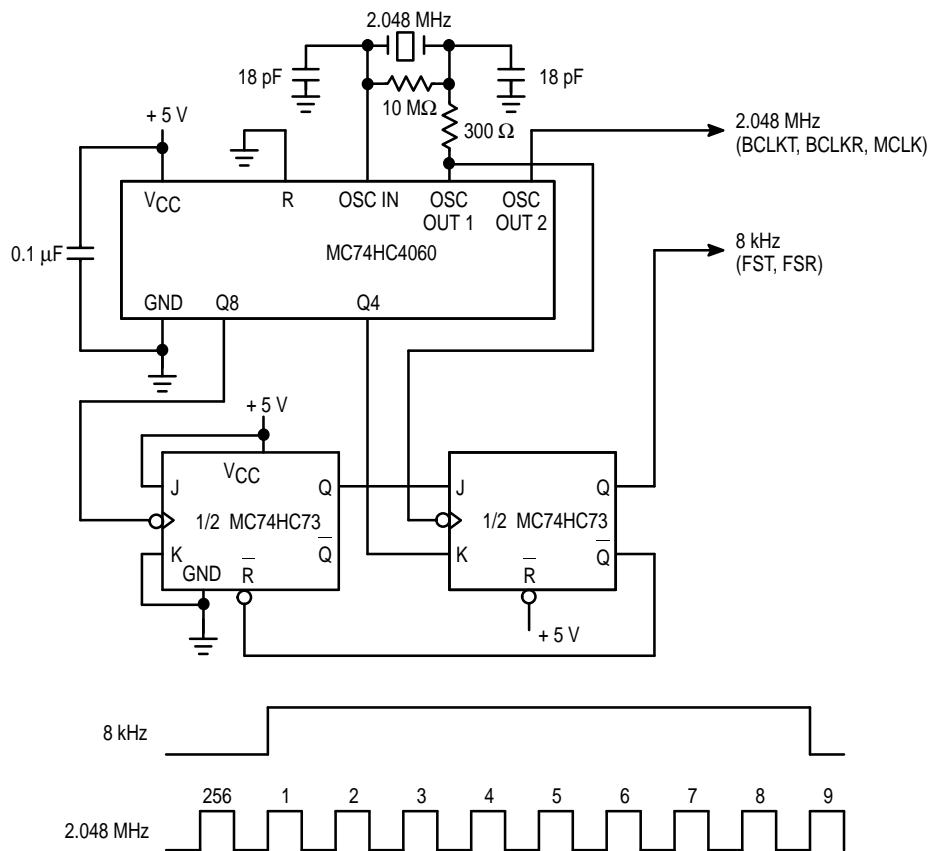 2.048 MHz
18 pF
18 pF
10 MΩ
300 Ω
+ 5 V
2.048 MHz
(BCLKT, BCLKR, MCLK)
VCC
R
OSC IN
OSC
OUT 1
OSC
OUT 2
8 kHz
(FST, FSR)
0.1 µF
MC74HC4060
GND
Q8
Q4
+ 5 V
VCC
J
Q
J
Q
1/2 MC74HC73
1/2 MC74HC73
K
Q̅
K
Q̅
GND
R̅
R̅
+ 5 V
8 kHz
256 1 2 3 4 5 6 7 8 9
2.048 MHz